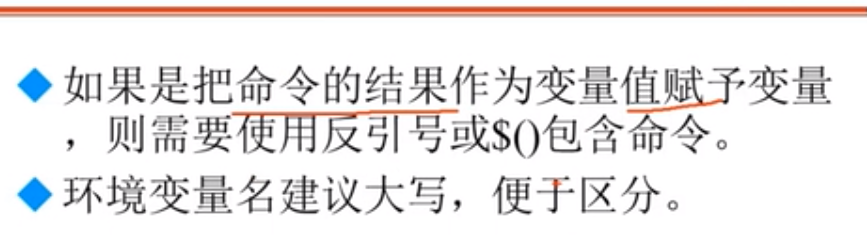 如果是把命令的结果作为变量值赋予变量
，则需要使用反引号或$()包含命令。
环境变量名建议大写，便于区分。